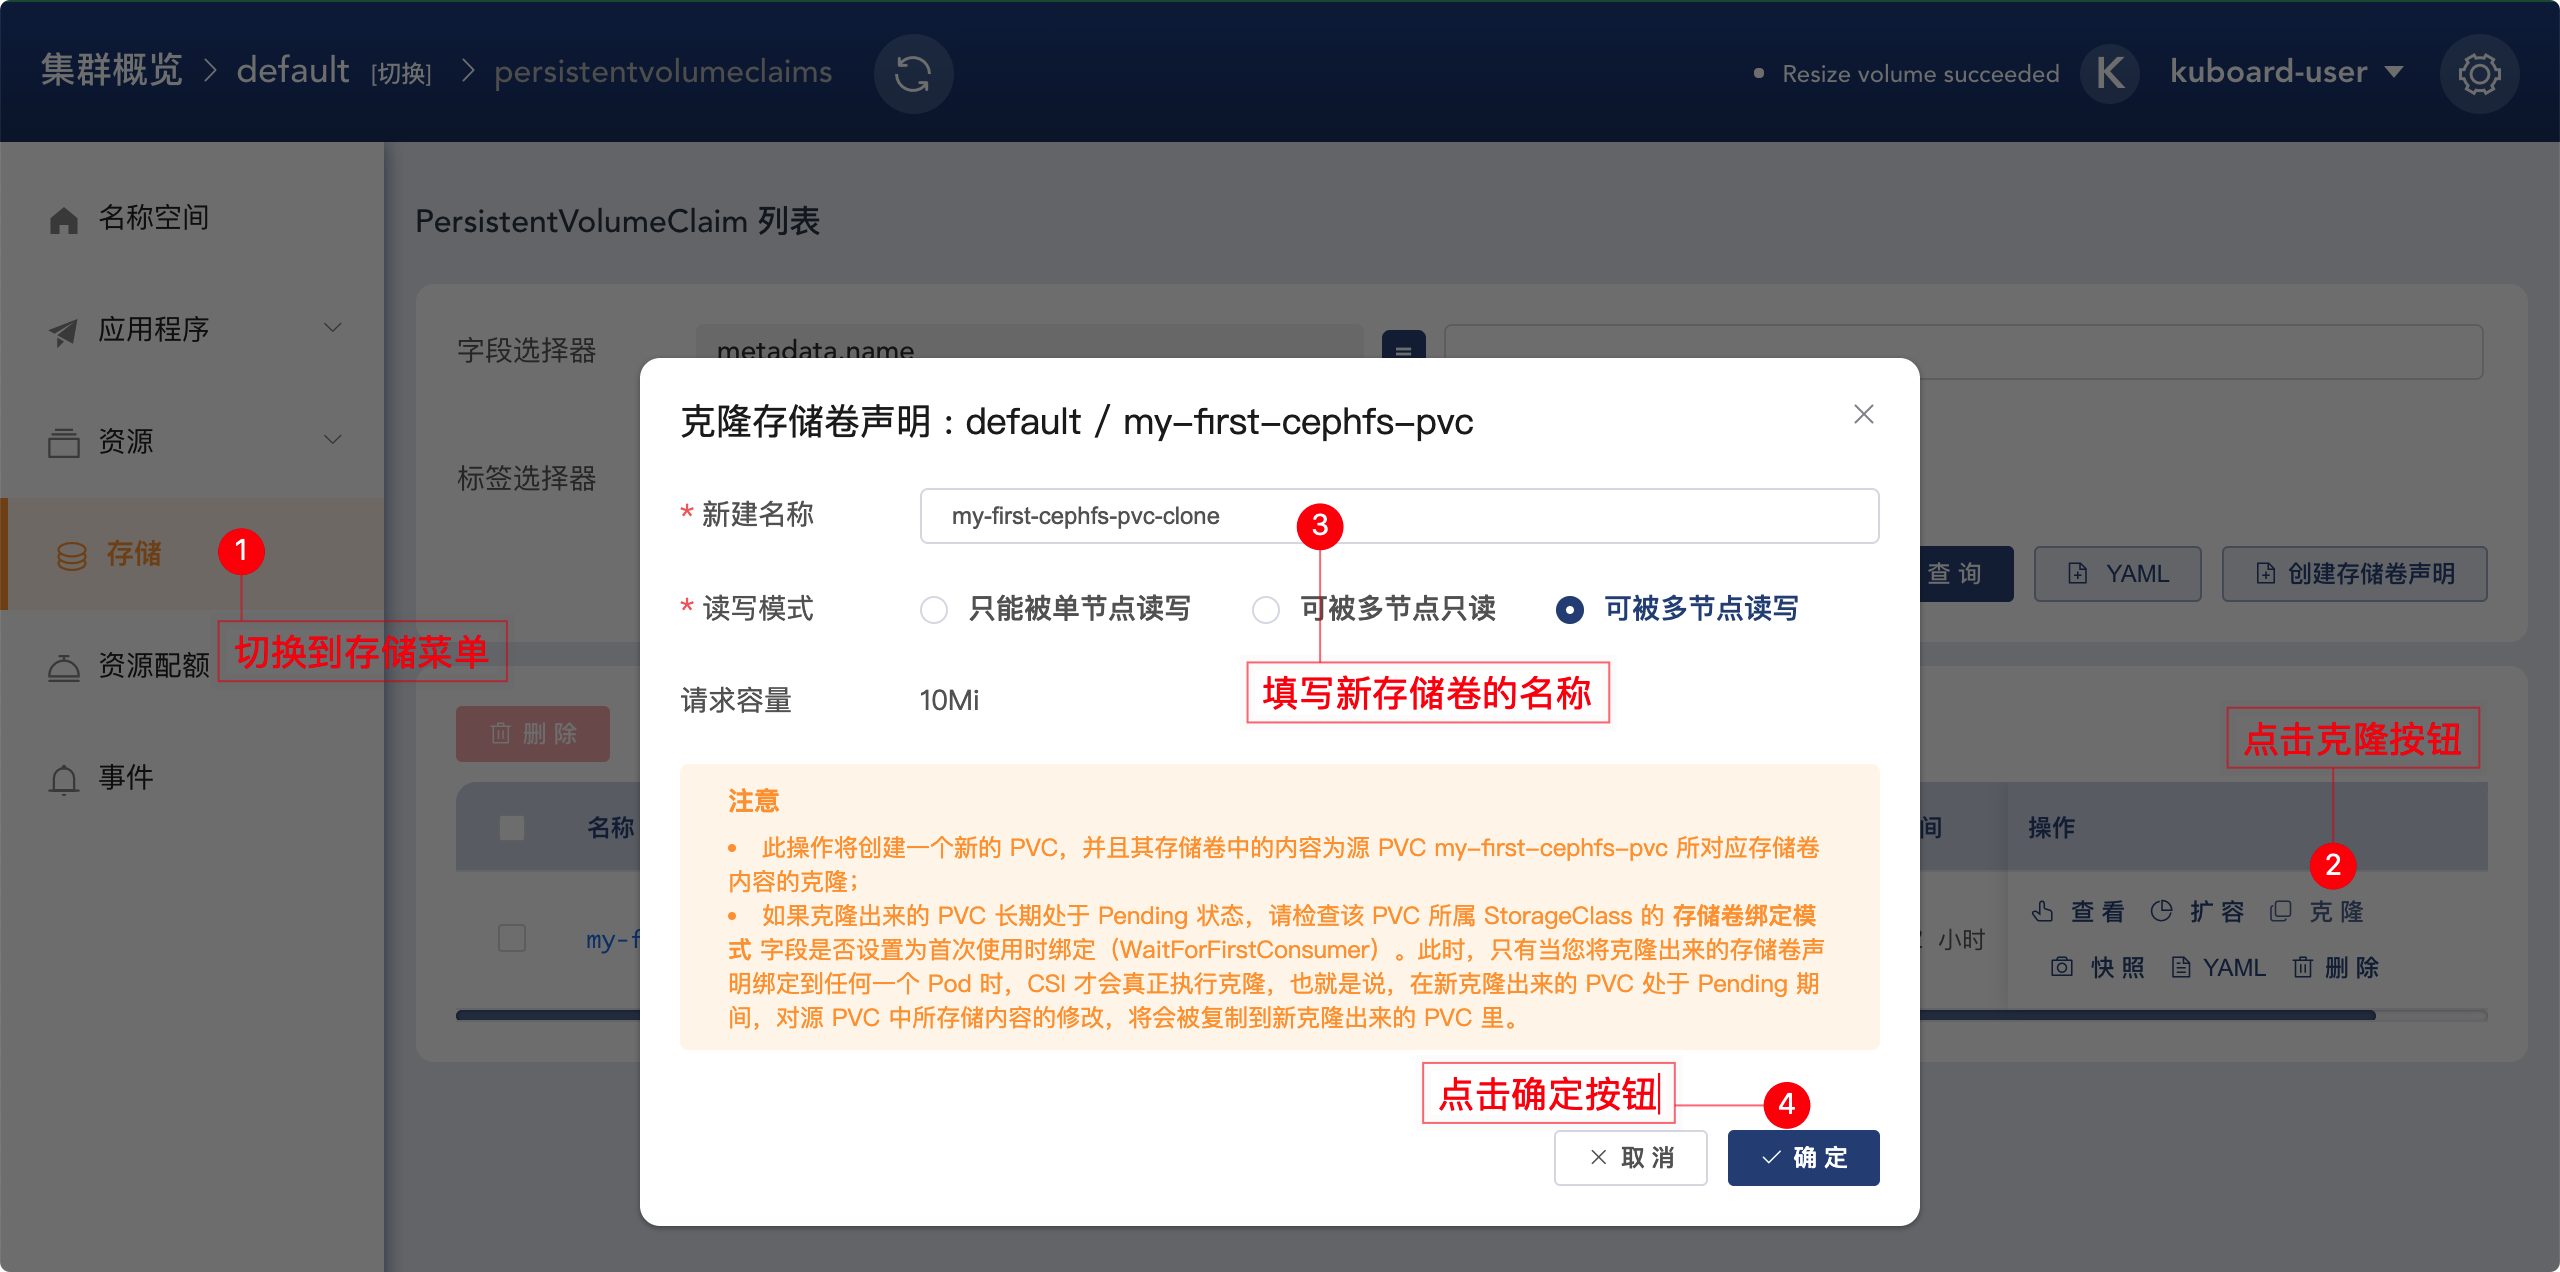 集群概览 > default [切换] > persistentvolumeclaims
Resize volume succeeded K kuboard-user
名称空间
应用程序
资源
存储
资源配额
事件
1
切换到存储菜单
PersistentVolumeClaim 列表
字段选择器 metadata.name =
标签选择器
查询 YAML 创建存储卷声明
删除
名称 间 操作
my-f 小时
查看 扩容 克隆
快照 YAML 删除
点击克隆按钮
2
克隆存储卷声明：default / my-first-cephfs-pvc
* 新建名称 my-first-cephfs-pvc-clone
3
* 读写模式 只能被单节点读写 可被多节点只读 可被多节点读写
填写新存储卷的名称
请求容量 10Mi
注意
• 此操作将创建一个新的 PVC，并且其存储卷中的内容为源 PVC my-first-cephfs-pvc 所对应存储卷
内容的克隆；
• 如果克隆出来的 PVC 长期处于 Pending 状态，请检查该 PVC 所属 StorageClass 的 存储卷绑定模
式 字段是否设置为首次使用时绑定（WaitForFirstConsumer）。此时，只有当您将克隆出来的存储卷声
明绑定到任何一个 Pod 时，CSI 才会真正执行克隆，也就是说，在新克隆出来的 PVC 处于 Pending 期
间，对源 PVC 中所存储内容的修改，将会被复制到新克隆出来的 PVC 里。
点击确定按钮
4
取消 确定